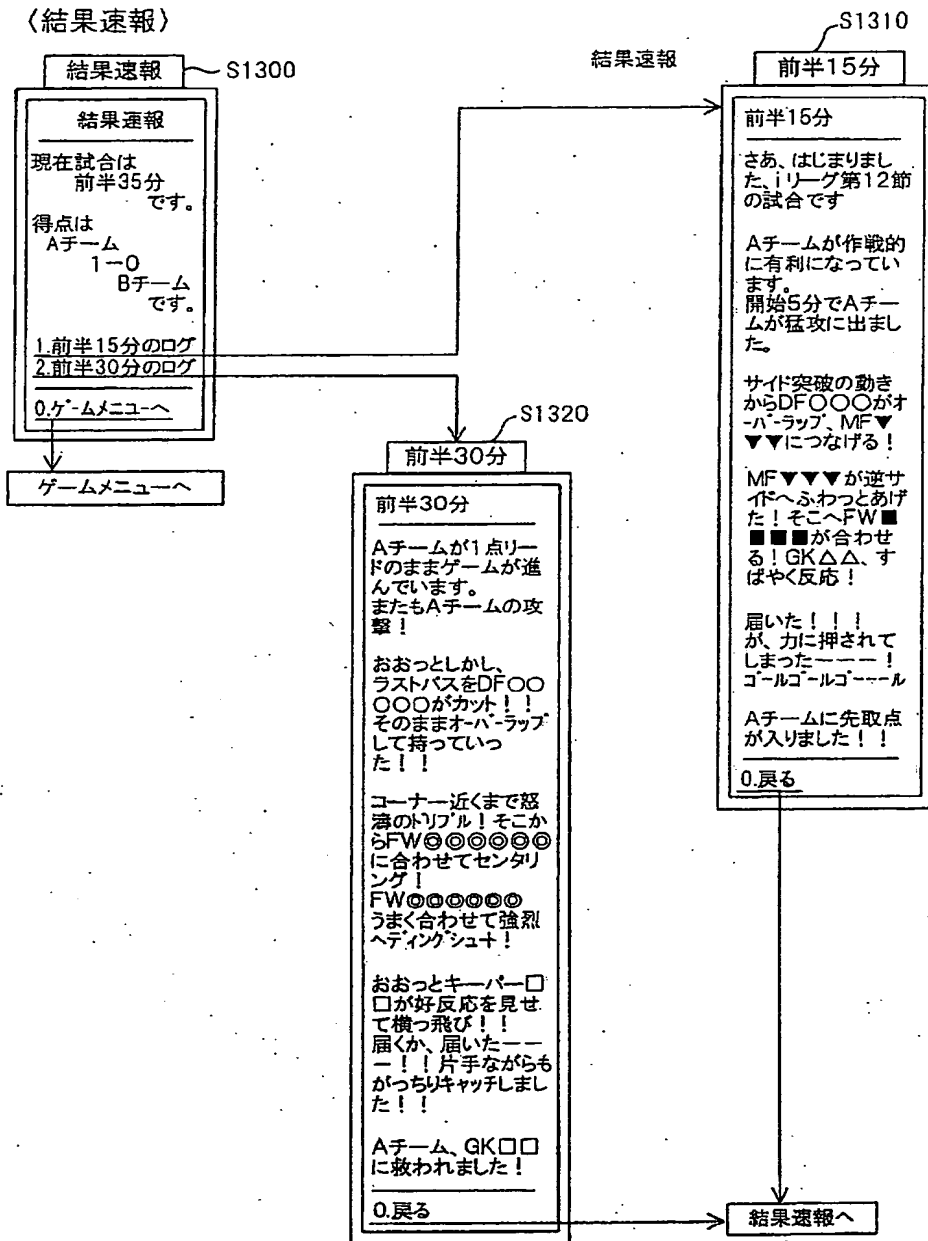 〈結果速報〉
結果速報
S1300
結果速報
現在試合は
前半35分
です。
得点は
Aチーム
1ー0
Bチーム
です。
1.前半15分のログ
2.前半30分のログ
0.ゲームメニューへ
ゲームメニューへ
結果速報
S1310
前半15分
前半15分
さあ、はじまりまし
た、iリーグ第12節
の試合です
Aチームが作戦的
に有利になってい
ます。
開始5分でAチー
ムが猛攻に出まし
た。
サイド突破の動き
からDF〇〇〇がオ
ーバーラップ、MF▼
▼▼につなげる!
MF▼▼▼が逆サ
イドへふわっとあげ
た!そこへFW■
■■■が合わせ
る!GK△△、す
ばやく反応!
届いた!!!
が、力に押されて
しまったーーー!
ゴールゴールゴーール
Aチームに先取点
が入りました!!
0.戻る
S1320
前半30分
前半30分
Aチームが1点リー
ドのままゲームが進
んでいます。
またもAチームの攻
撃!
おおっとしかし、
ラストパスをDF〇〇
〇〇〇がカット!!
そのままオーバーラップ
して持っていっ
た!!
コーナー近くまで怒
濤のドリブル!そこか
らFW◎◎◎◎◎◎
に合わせてセンタリ
ング!
FW◎◎◎◎◎◎
うまく合わせて強烈
ヘディングシュート!
おおっとキーパー□
□が好反応を見せ
て横っ飛び!!
届くか、届いたーー
ー!!片手ながらも
がっちりキャッチしまし
た!!
Aチーム、GK□□
に救われました!
0.戻る
結果速報へ